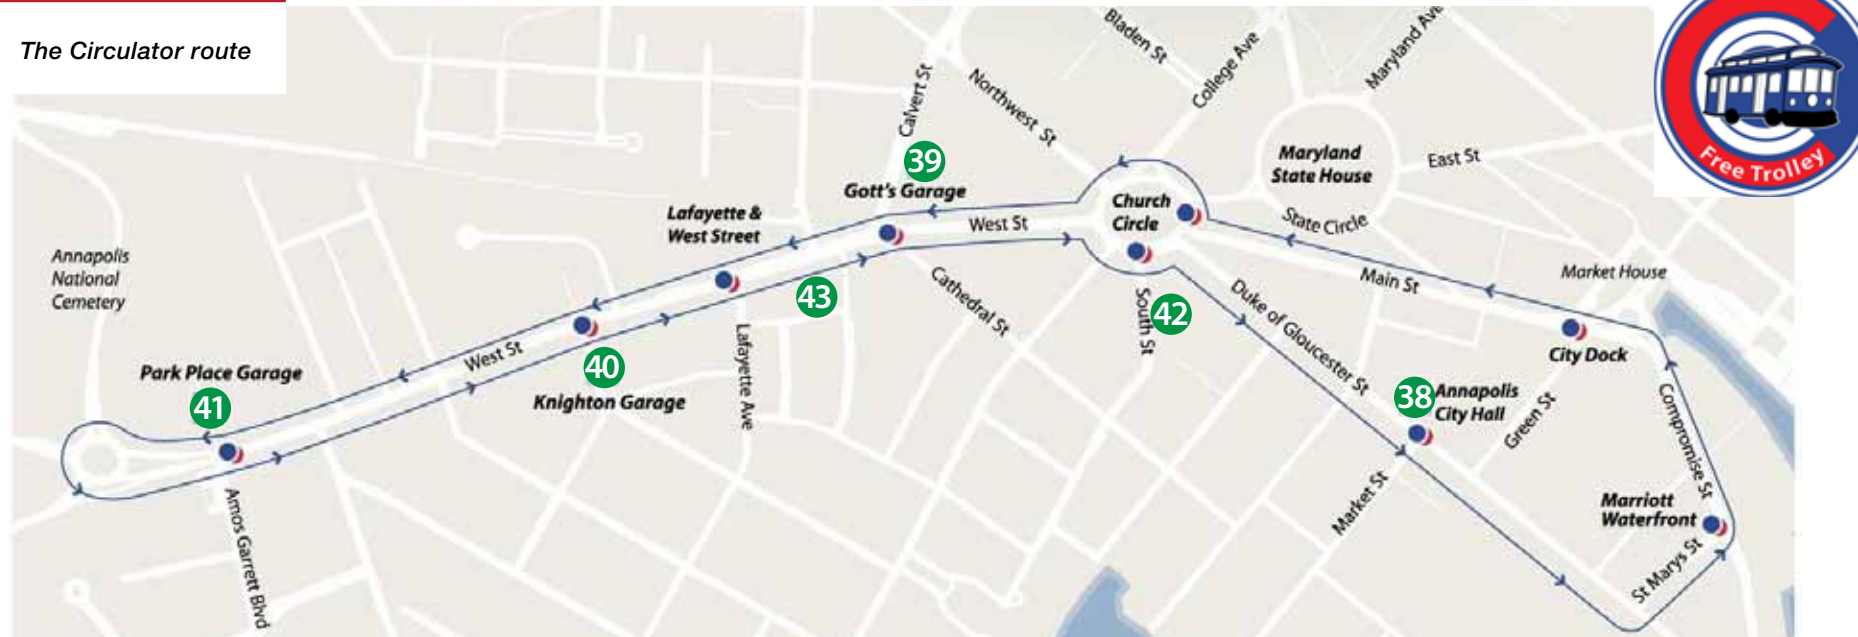 The Circulator route
Bladen St
College Ave
Maryland Ave
Calvert St
Northwest St
39
Gott's Garage
Maryland
State House
East St
Free Trolley
Lafayette &
West Street
Church
Circle
West St
State Circle
Annapolis
National
Cemetery
43
Cathedral St
South St
42
Duke of Gloucester St
Main St
Market House
City Dock
Park Place Garage
41
West St
40
Knighton Garage
Lafayette Ave
38
Annapolis
City Hall
Green St
Compromise St
Amos Garrett Blvd
Market St
Marriott
Waterfront
St Marys St